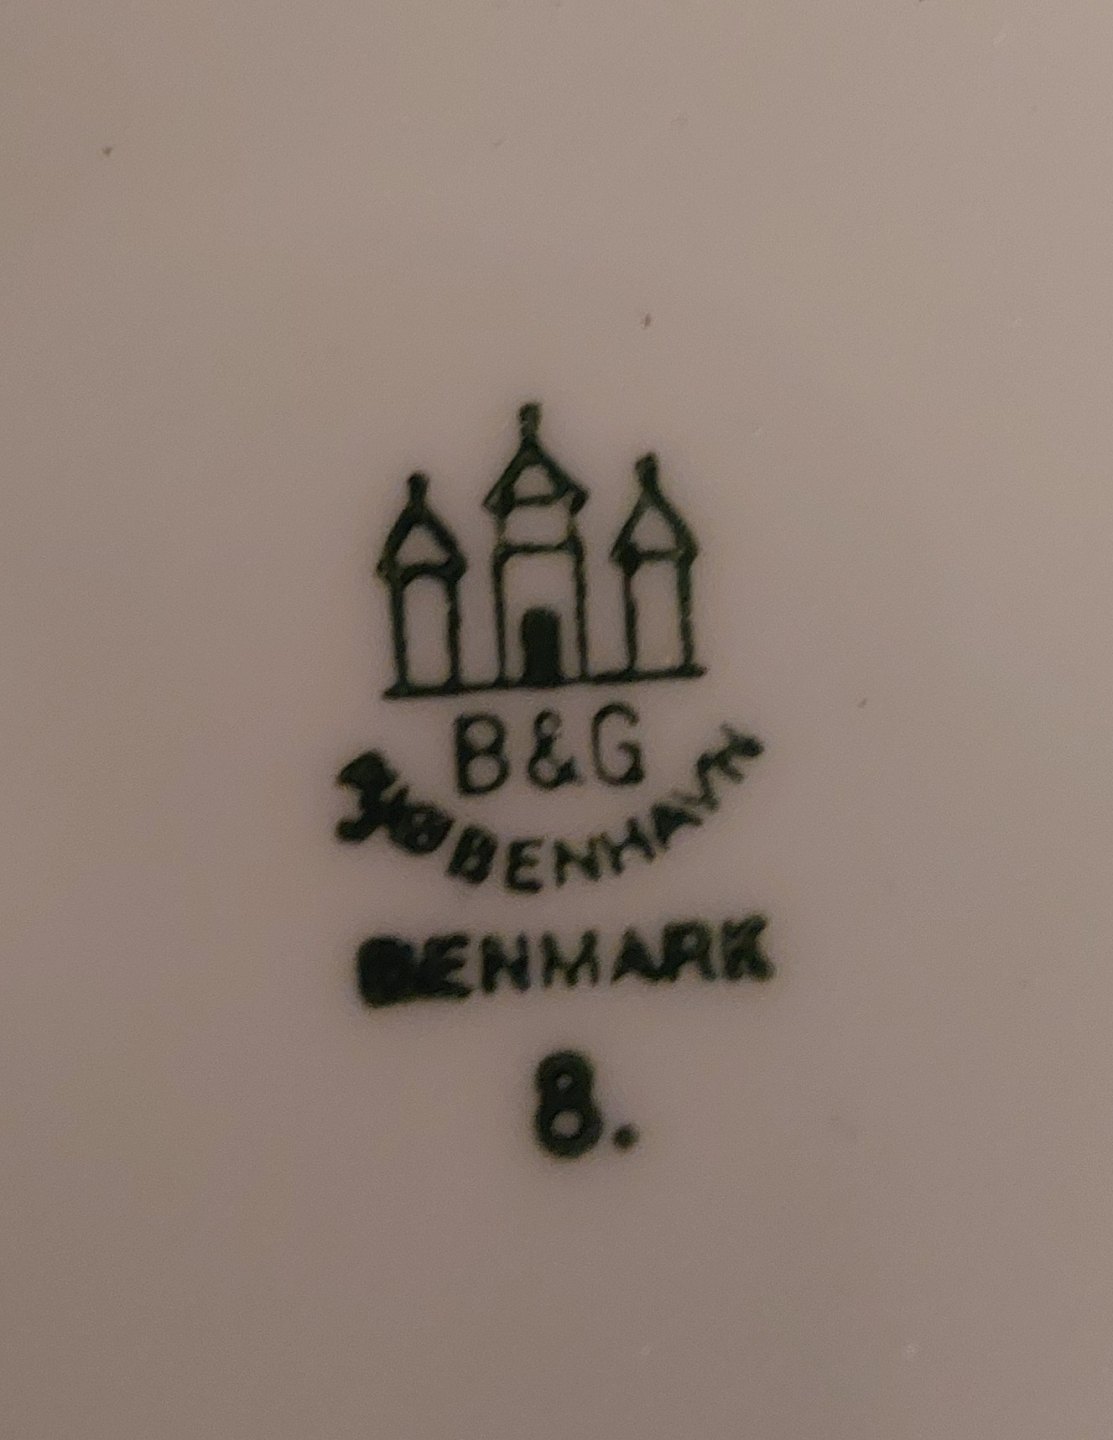 B&G
KJØBENHAVN
DENMARK
8.